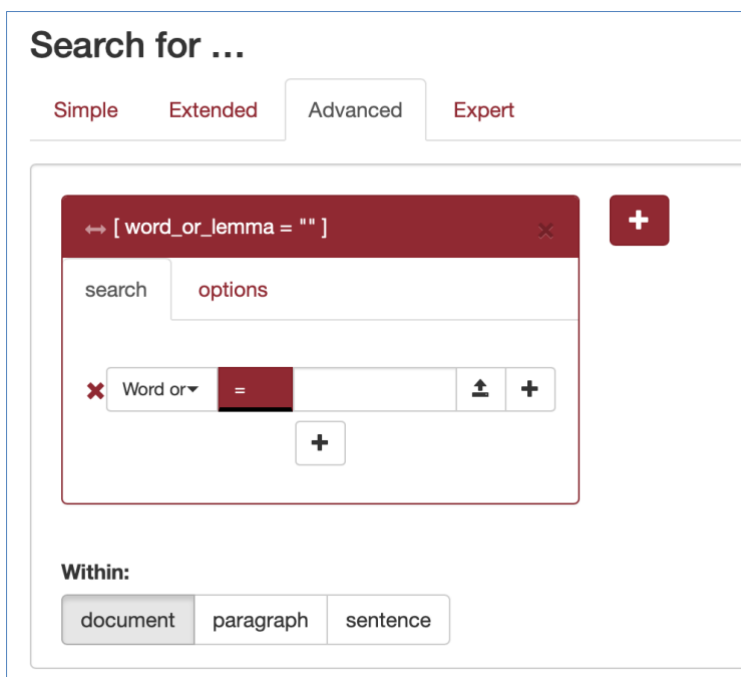 Search for ...
Simple Extended Advanced Expert
[ word_or_lemma = "" ]
search options
Word or =
Within:
document paragraph sentence